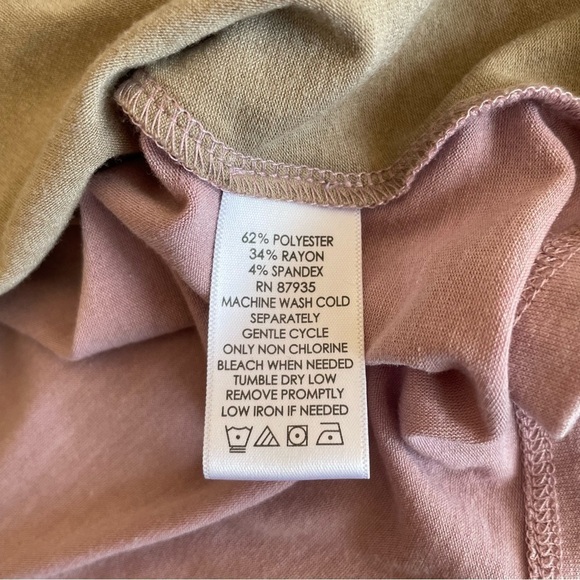 62% POLYESTER
34% RAYON
4% SPANDEX
RN 87935
MACHINE WASH COLD
SEPARATELY
GENTLE CYCLE
ONLY NON CHLORINE
BLEACH WHEN NEEDED
TUMBLE DRY LOW
REMOVE PROMPTLY
LOW IRON IF NEEDED